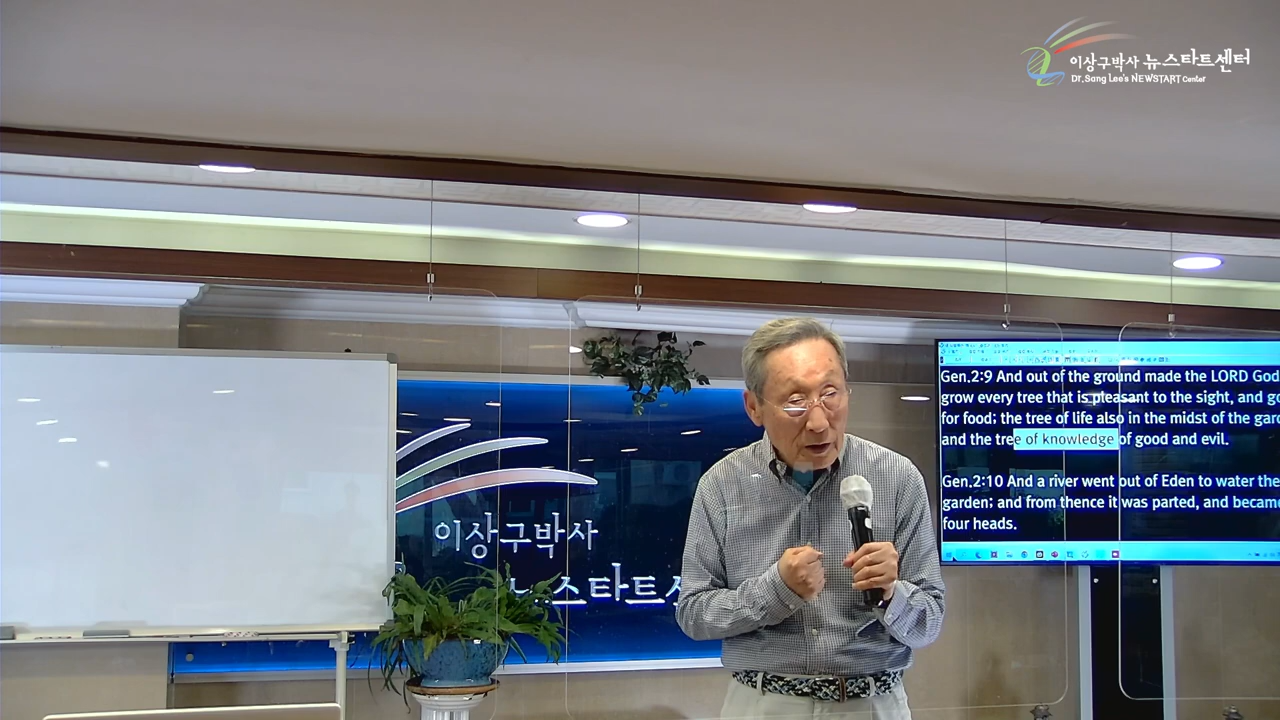 이상구박사 뉴스타트센터
Dr. Sang Lee's NEWSTART Center
이상구박사
뉴스타트
Gen.2:9 And out of the ground made the LORD God
grow every tree that is pleasant to the sight, and
for food; the tree of life also in the midst of the
and the tree of knowledge of good and evil.
Gen.2:10 And a river went out of Eden to water the
garden; and from thence it was parted, and became
four heads.